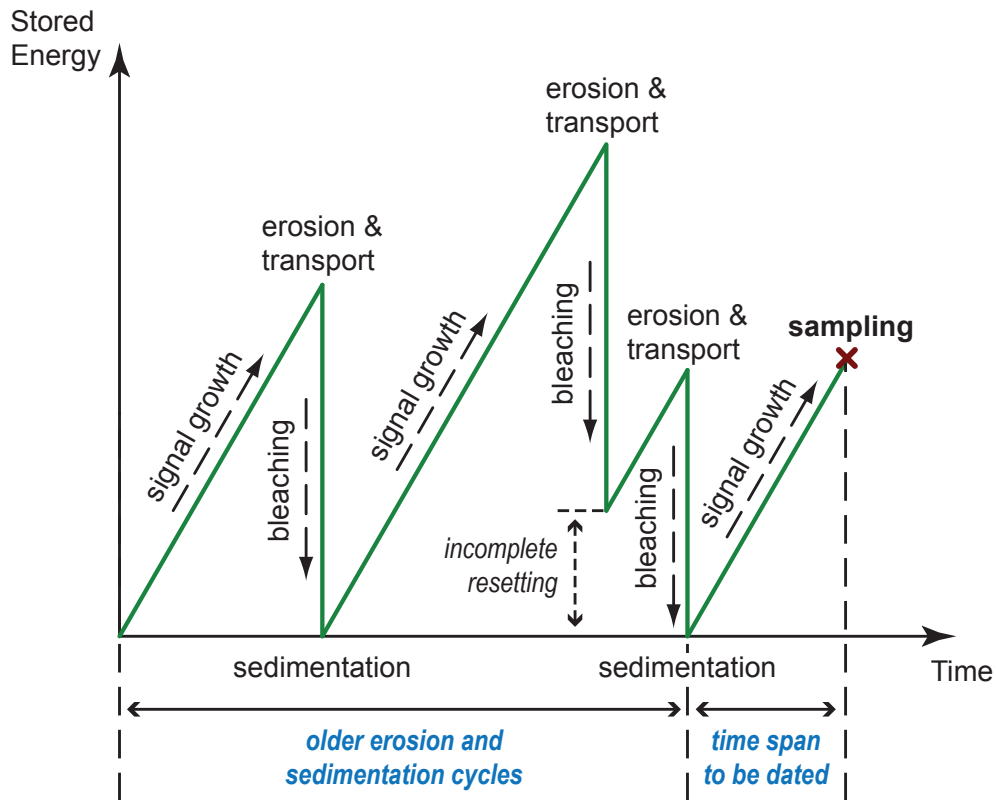 Stored
Energy
erosion &
transport
erosion &
transport
erosion &
transport
sampling
signal growth
bleaching
signal growth
bleaching
bleaching
signal growth
incomplete
resetting
sedimentation
sedimentation
Time
older erosion and
sedimentation cycles
time span
to be dated